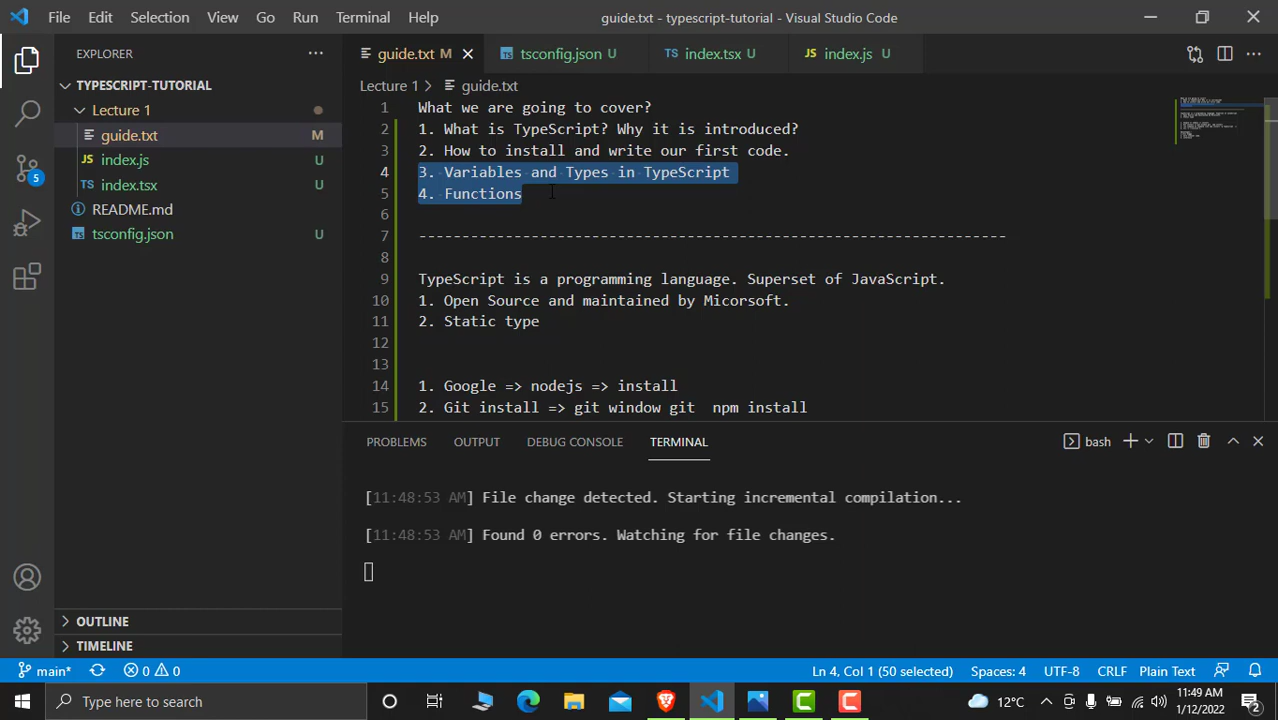 File Edit Selection View Go Run Terminal Help guide.txt - typescript-tutorial - Visual Studio Code
EXPLORER
guide.txt M
tsconfig.json U
index.tsx U
index.js U
TYPESCRIPT-TUTORIAL
Lecture 1
guide.txt M
index.js U
index.tsx U
README.md
tsconfig.json U
5
Lecture 1 > guide.txt
1 What we are going to cover?
2 1. What is TypeScript? Why it is introduced?
3 2. How to install and write our first code.
4 3. Variables and Types in TypeScript
5 4. Functions
6
7 --------------------------------------------------------------------
8
9 TypeScript is a programming language. Superset of JavaScript.
10 1. Open Source and maintained by Micorsoft.
11 2. Static type
12
13
14 1. Google => nodejs => install
15 2. Git install => git window git  npm install
PROBLEMS OUTPUT DEBUG CONSOLE TERMINAL
bash
[11:48:53 AM] File change detected. Starting incremental compilation...
[11:48:53 AM] Found 0 errors. Watching for file changes.
OUTLINE
TIMELINE
main* 0 0 Ln 4, Col 1 (50 selected) Spaces: 4 UTF-8 CRLF Plain Text
Type here to search
12°C
11:49 AM
1/12/2022
2